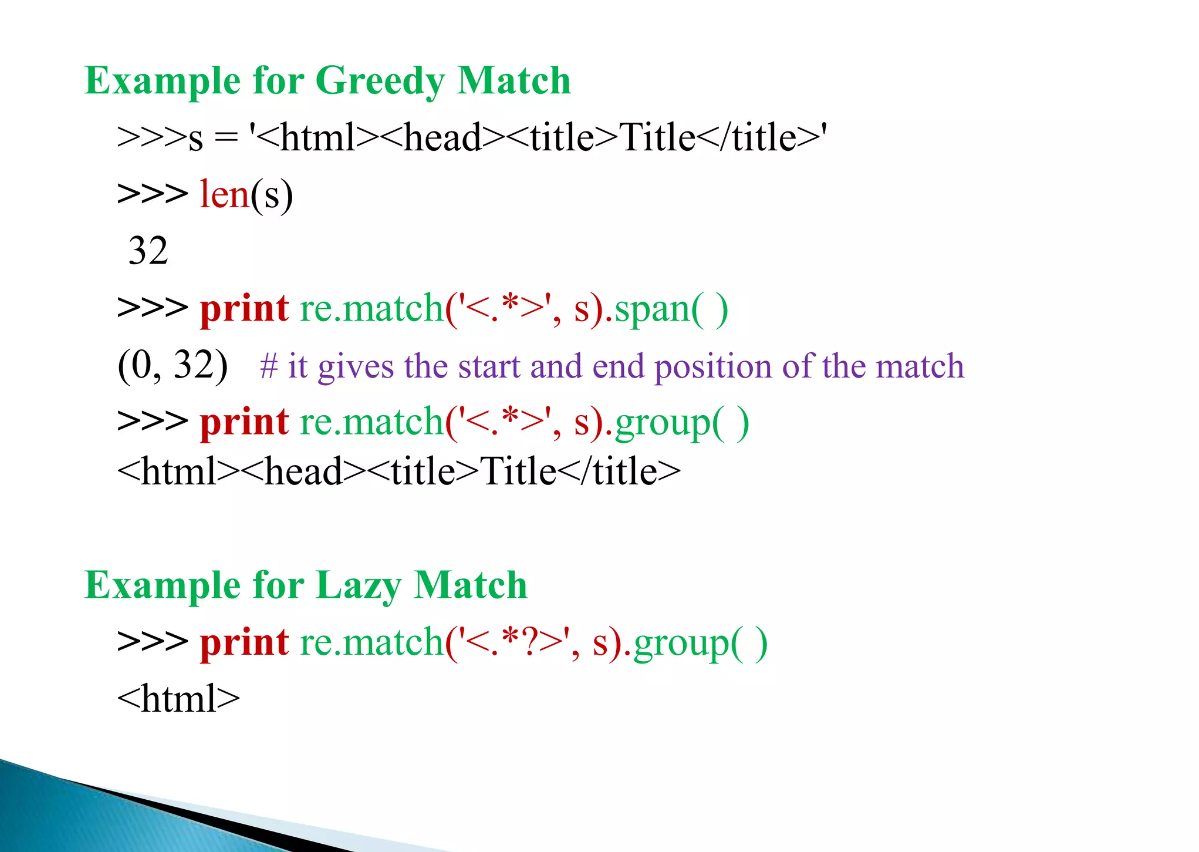 Example for Greedy Match
>>>s = '<html><head><title>Title</title>'
>>> len(s)
32
>>> print re.match('<.*>', s).span( )
(0, 32) # it gives the start and end position of the match
>>> print re.match('<.*>', s).group( )
<html><head><title>Title</title>
Example for Lazy Match
>>> print re.match('<.*?>', s).group( )
<html>